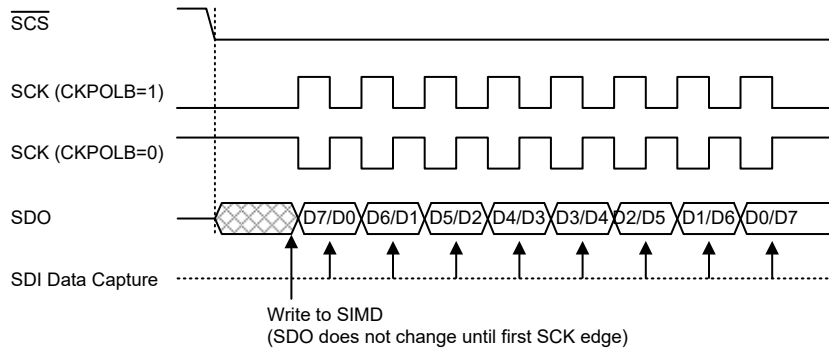 SCS
SCK (CKPOLB=1)
SCK (CKPOLB=0)
SDO
D7/D0 D6/D1 D5/D2 D4/D3 D3/D4 D2/D5 D1/D6 D0/D7
SDI Data Capture
Write to SIMD
(SDO does not change until first SCK edge)